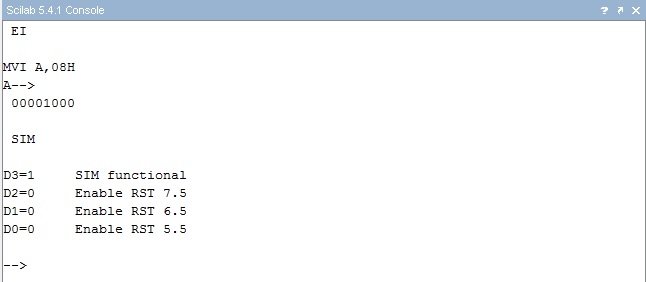 Scilab 5.4.1 Console
EI
MVI A,08H
A-->
00001000
SIM
D3=1 SIM functional
D2=0 Enable RST 7.5
D1=0 Enable RST 6.5
D0=0 Enable RST 5.5
-->